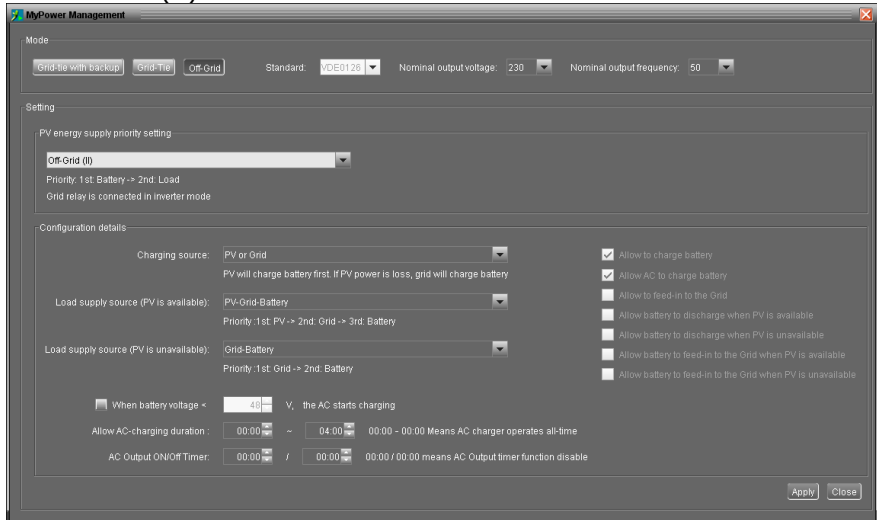 MyPower Management
Mode
Grid-tie with backup Grid-Tie Off-Grid Standard: VDE0126 Nominal output voltage: 230 Nominal output frequency: 50
Setting
PV energy supply priority setting
Off-Grid (II)
Priority: 1st: Battery -> 2nd: Load
Grid relay is connected in inverter mode
Configuration details
Charging source: PV or Grid
PV will charge battery first. If PV power is loss, grid will charge battery
Load supply source (PV is available): PV-Grid-Battery
Priority :1st: PV -> 2nd: Grid -> 3rd: Battery
Load supply source (PV is unavailable): Grid-Battery
Priority :1st: Grid -> 2nd: Battery
Allow to charge battery
Allow AC to charge battery
Allow to feed-in to the Grid
Allow battery to discharge when PV is available
Allow battery to discharge when PV is unavailable
Allow battery to feed-in to the Grid when PV is available
Allow battery to feed-in to the Grid when PV is unavailable
When battery voltage < 48 V, the AC starts charging
Allow AC-charging duration : 00:00 ~ 04:00 00:00 - 00:00 Means AC charger operates all-time
AC Output ON/Off Timer: 00:00 / 00:00 00:00 / 00:00 means AC Output timer function disable
Apply Close